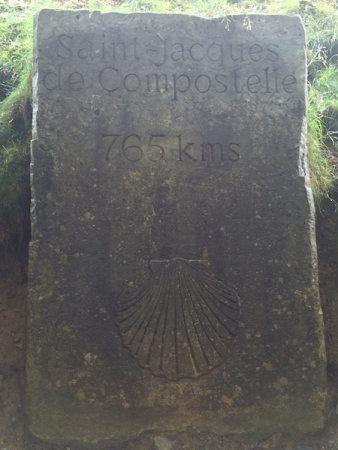 Saint-Jacques
de Compostelle
765 kms